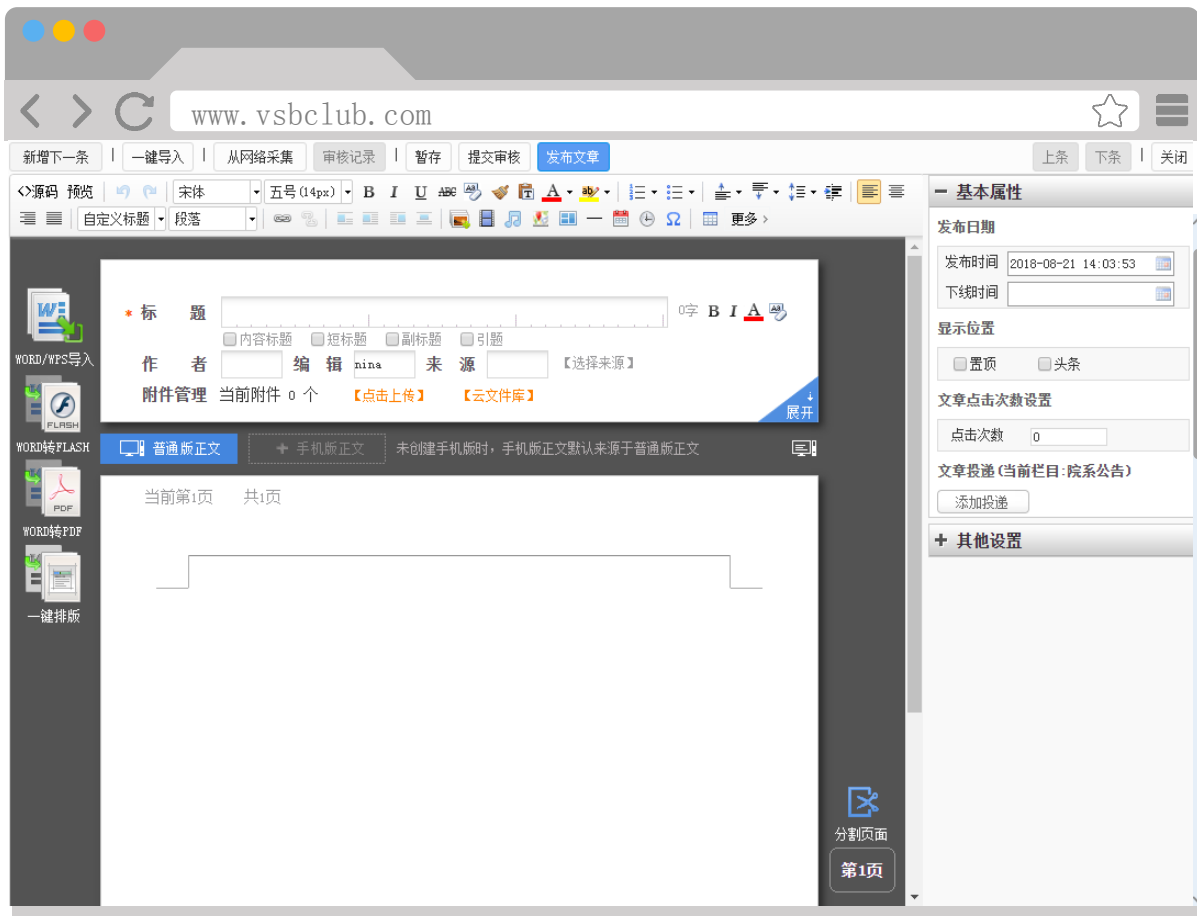 www.vsbclub.com
新增下一条 | 一键导入 | 从网络采集 审核记录 | 暂存 提交审核 发布文章 上条 下条 | 关闭
<>源码 预览 宋体 五号(14px) B I U ABC A ab 
自定义标题 段落 Ω 更多>
基本属性
发布日期
发布时间 2018-08-21 14:03:53
下线时间
显示位置
置顶 头条
文章点击次数设置
点击次数 0
文章投递(当前栏目:院系公告)
添加投递
其他设置
WORD/WPS导入
FLASH
WORD转FLASH
PDF
WORD转PDF
一键排版
* 标 题 0字 B I A
内容标题 短标题 副标题 引题
作 者 编 辑 nina 来 源 【选择来源】
附件管理 当前附件 0 个 【点击上传】 【云文件库】
展开
普通版正文 + 手机版正文 未创建手机版时，手机版正文默认来源于普通版正文
当前第1页 共1页
分割页面
第1页